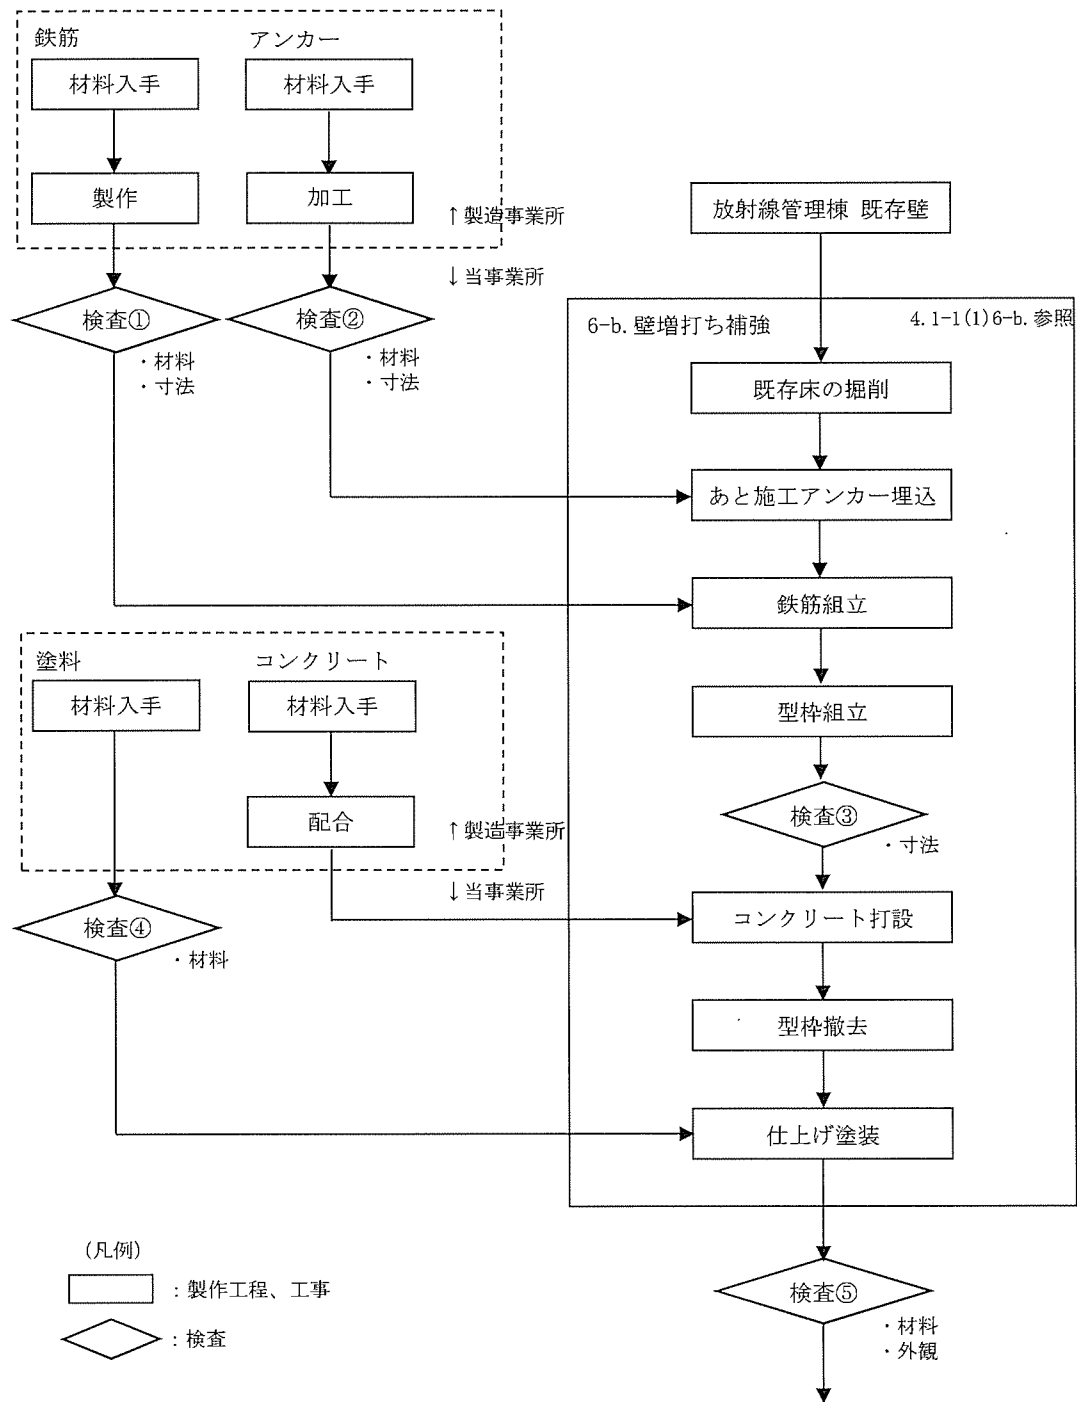 鉄筋
アンカー
材料入手
材料入手
製作
加工
↑製造事業所
↓当事業所
検査①
・材料
・寸法
検査②
・材料
・寸法
放射線管理棟 既存壁
6-b.壁増打ち補強
4.1-1(1)6-b.参照
既存床の掘削
あと施工アンカー埋込
鉄筋組立
型枠組立
検査③
・寸法
塗料
コンクリート
材料入手
材料入手
配合
↑製造事業所
↓当事業所
検査④
・材料
コンクリート打設
型枠撤去
仕上げ塗装
検査⑤
・材料
・外観
(凡例)
：製作工程、工事
：検査